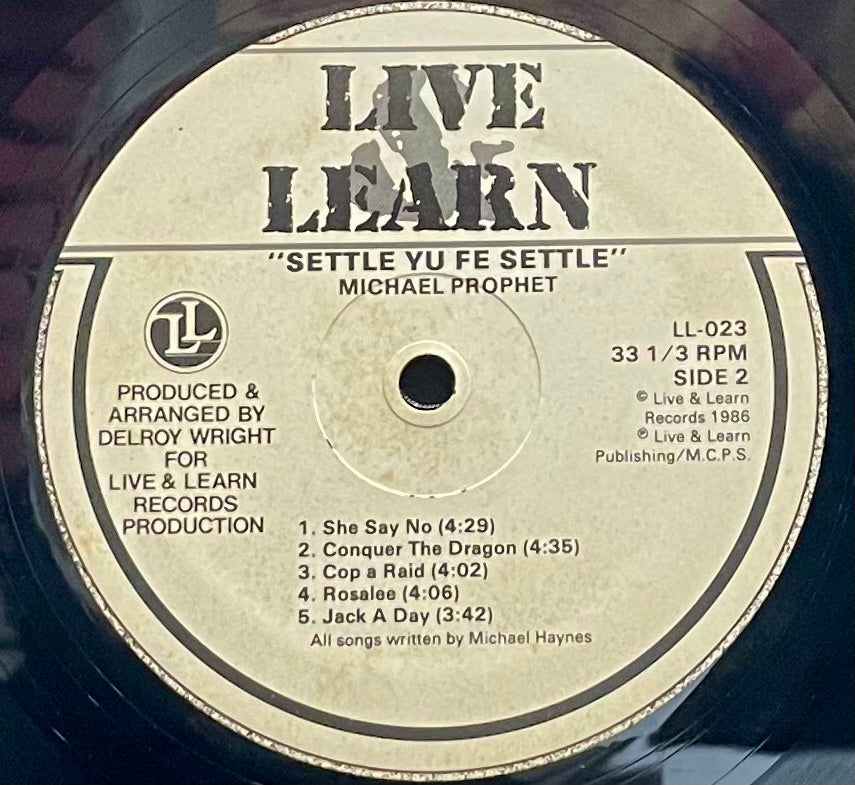 LIVE
&
LEARN
"SETTLE YU FE SETTLE"
MICHAEL PROPHET
LL
PRODUCED &
ARRANGED BY
DELROY WRIGHT
FOR
LIVE & LEARN
RECORDS
PRODUCTION
LL-023
33 1/3 RPM
SIDE 2
© Live & Learn
Records 1986
℗ Live & Learn
Publishing/M.C.P.S.
1. She Say No (4:29)
2. Conquer The Dragon (4:35)
3. Cop a Raid (4:02)
4. Rosalee (4:06)
5. Jack A Day (3:42)
All songs written by Michael Haynes